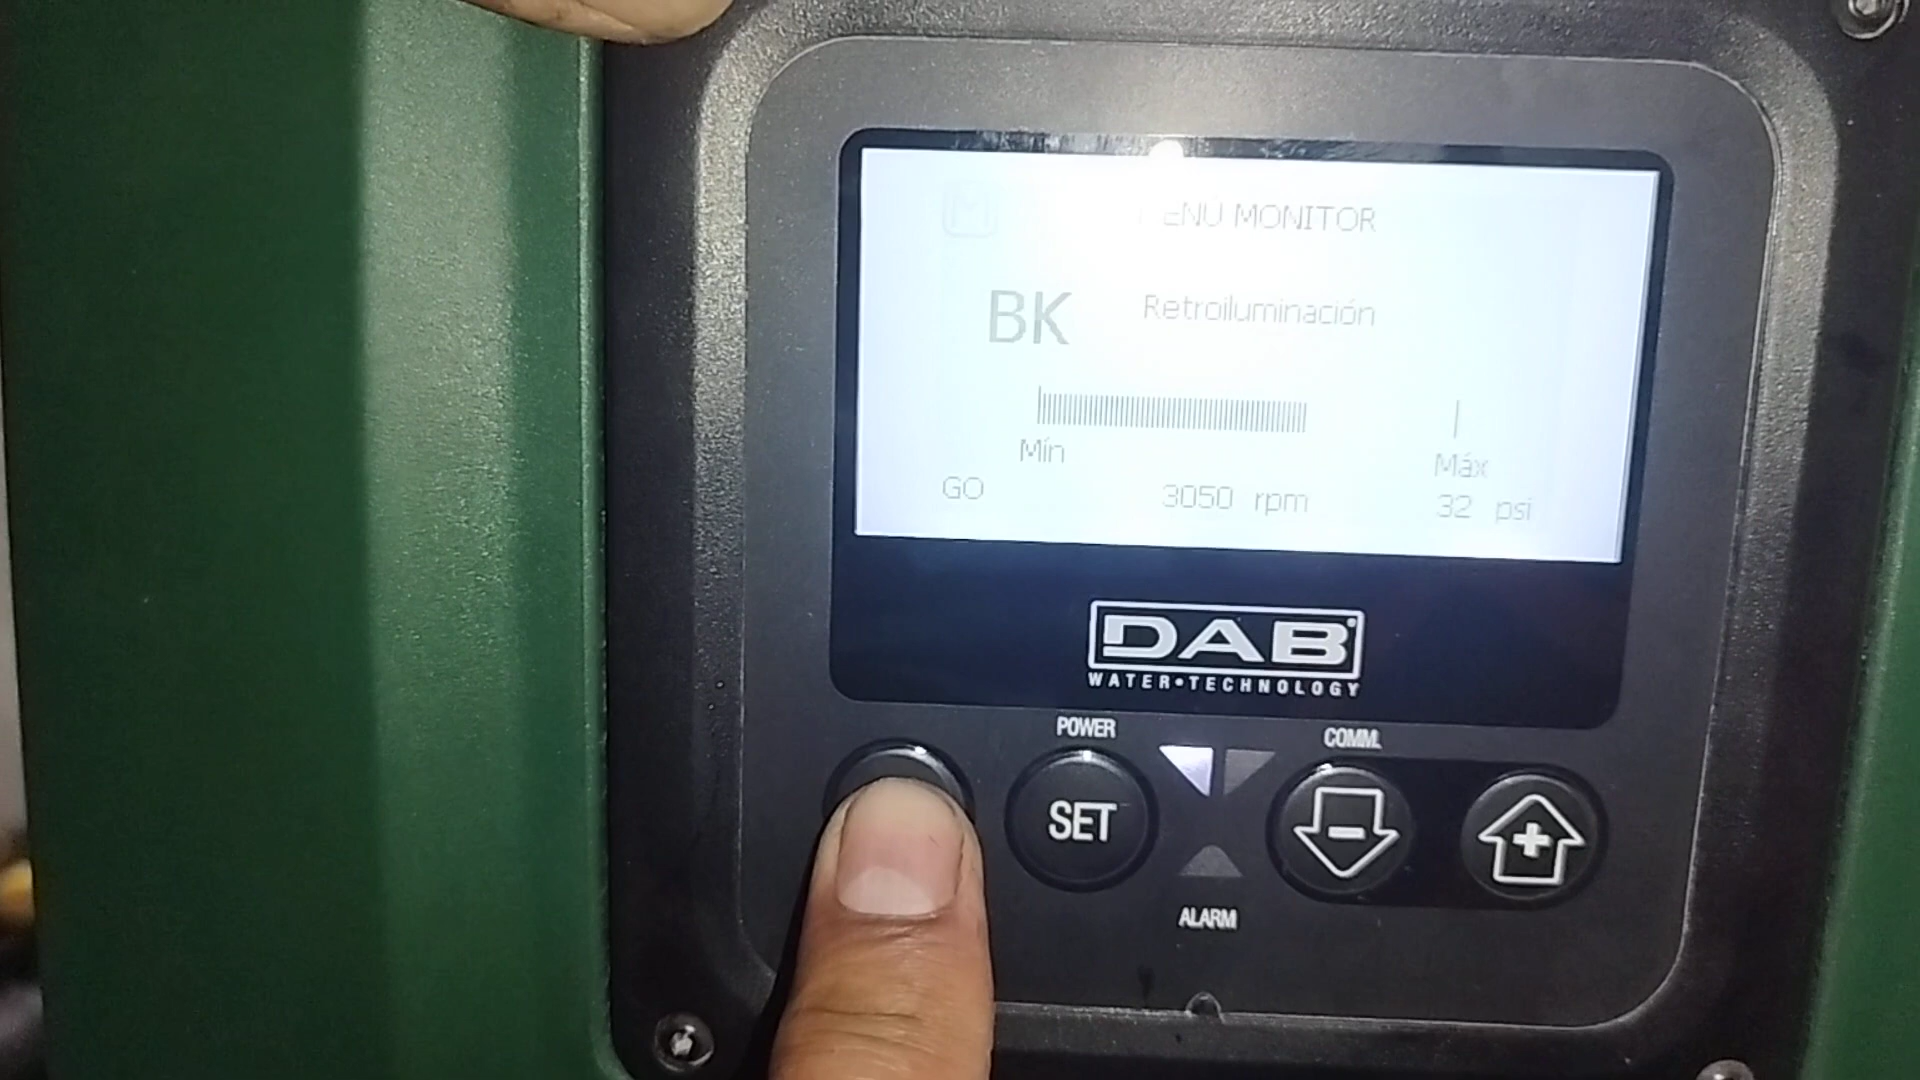 MENU MONITOR
BK Retroiluminación
Mín Máx
GO 3050 rpm 32 psi
DAB
WATER•TECHNOLOGY
POWER COMM.
SET
ALARM